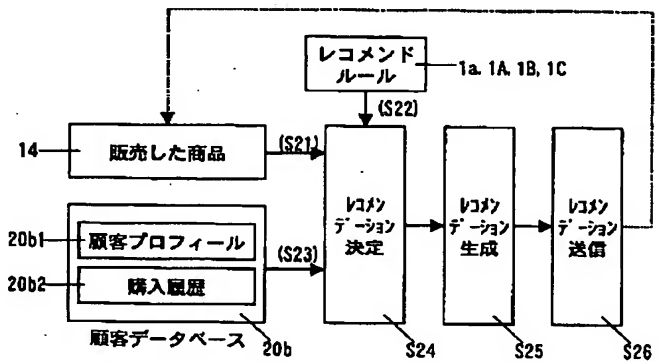 レコメンド
ルール
1a. 1A. 1B, 1C
(S22)
14
販売した商品
(S21)
20b1
顧客プロフィール
20b2
購入履歴
(S23)
顧客データベース
20b
レコメン
デーション
決定
S24
レコメン
デーション
生成
S25
レコメン
デーション
送信
S26